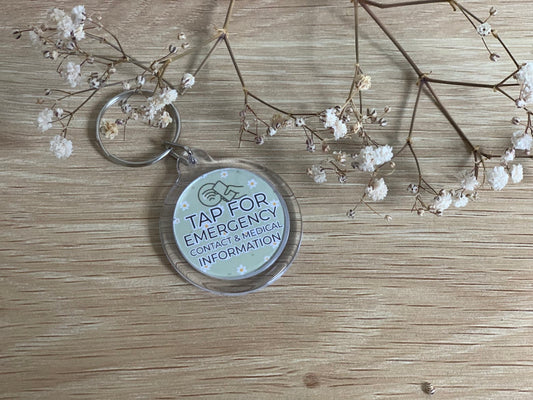 TAP FOR
EMERGENCY
CONTACT & MEDICAL
INFORMATION